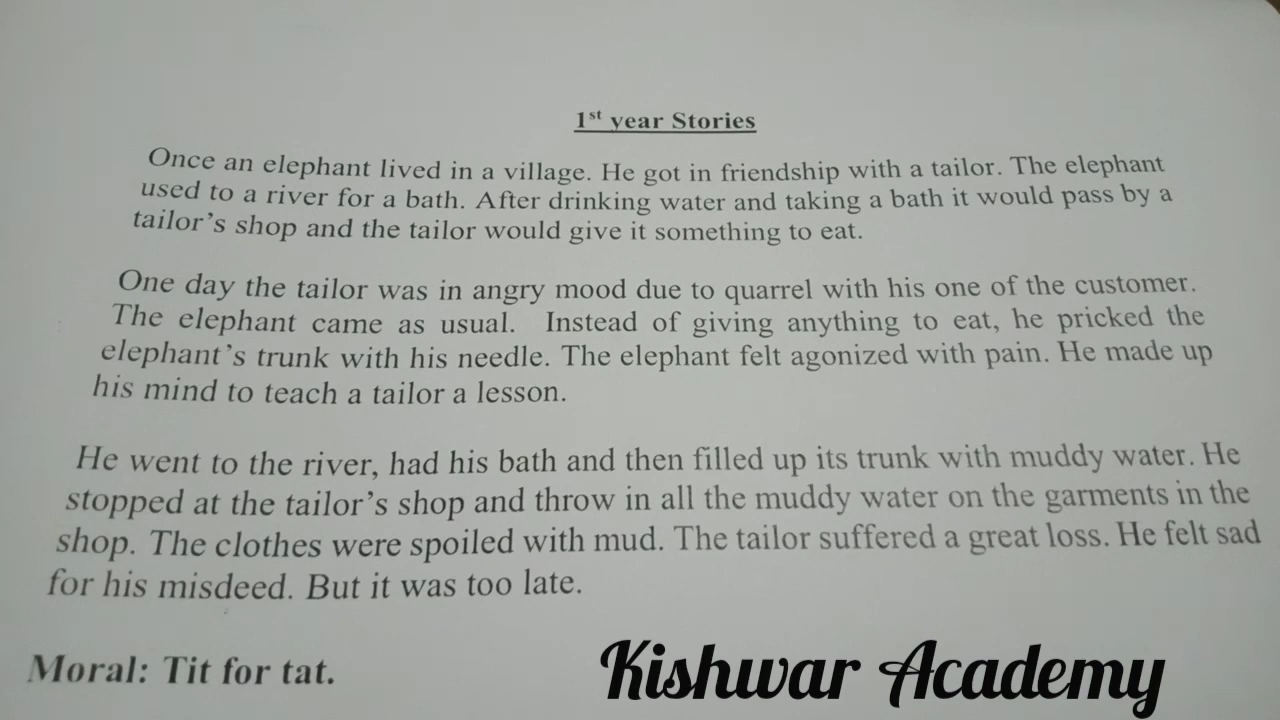 1st year Stories
Once an elephant lived in a village. He got in friendship with a tailor. The elephant
used to a river for a bath. After drinking water and taking a bath it would pass by a
tailor's shop and the tailor would give it something to eat.
One day the tailor was in angry mood due to quarrel with his one of the customer.
The elephant came as usual. Instead of giving anything to eat, he pricked the
elephant's trunk with his needle. The elephant felt agonized with pain. He made up
his mind to teach a tailor a lesson.
He went to the river, had his bath and then filled up its trunk with muddy water. He
stopped at the tailor's shop and throw in all the muddy water on the garments in the
shop. The clothes were spoiled with mud. The tailor suffered a great loss. He felt sad
for his misdeed. But it was too late.
Moral: Tit for tat.
Kishwar Academy